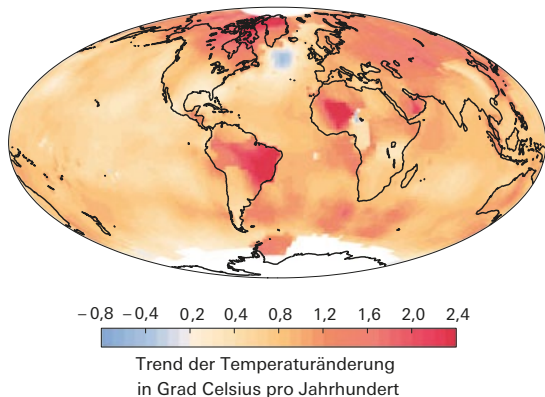 – 0,8 – 0,4 0,2 0,4 0,8 1,2 1,6 2,0 2,4
Trend der Temperaturänderung
in Grad Celsius pro Jahrhundert